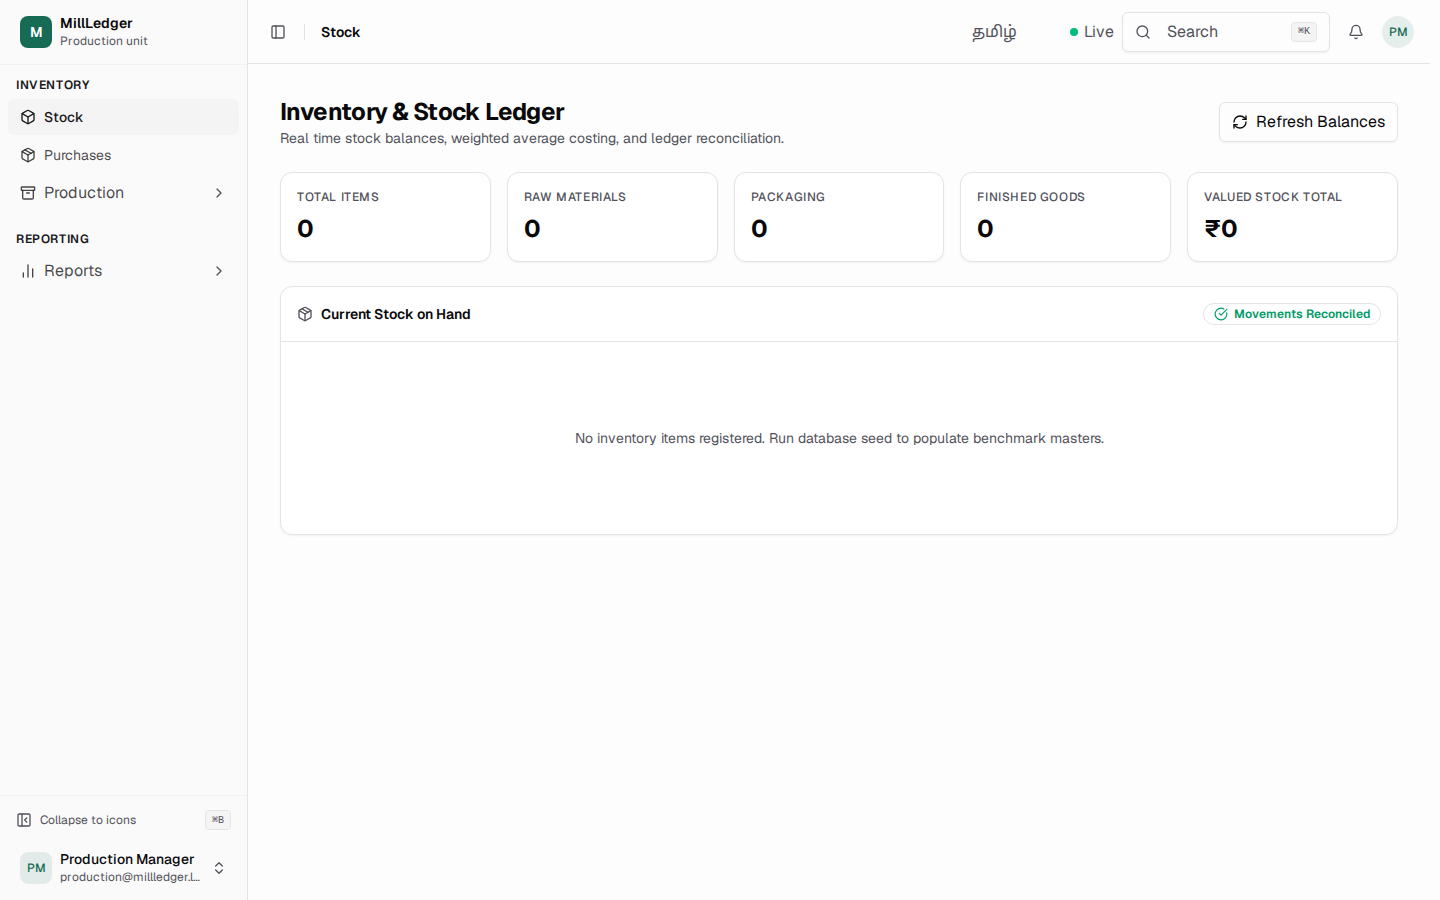 MillLedger
Production unit
INVENTORY
Stock
Purchases
Production
REPORTING
Reports
Collapse to icons
⌘B
PM
Production Manager
production@millledger.l...
M
Stock
தமிழ்
Live
Search
⌘K
PM
Inventory & Stock Ledger
Real time stock balances, weighted average costing, and ledger reconciliation.
Refresh Balances
TOTAL ITEMS
0
RAW MATERIALS
0
PACKAGING
0
FINISHED GOODS
0
VALUED STOCK TOTAL
₹0
Current Stock on Hand
Movements Reconciled
No inventory items registered. Run database seed to populate benchmark masters.